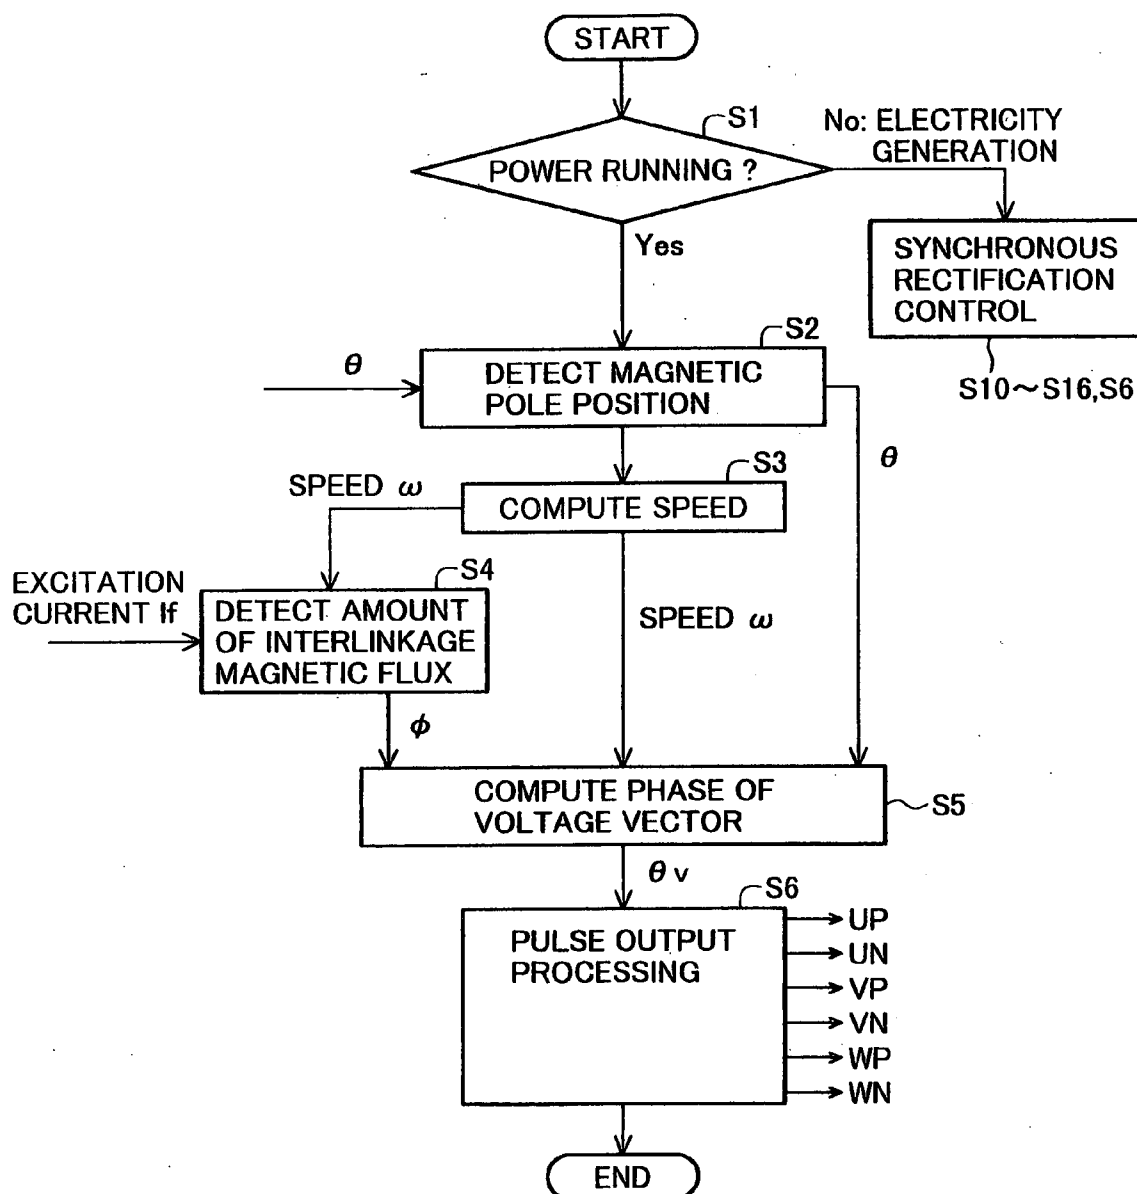 START
S1
No: ELECTRICITY
GENERATION
POWER RUNNING ?
Yes
SYNCHRONOUS
RECTIFICATION
CONTROL
S10～S16,S6
S2
θ
DETECT MAGNETIC
POLE POSITION
θ
S3
SPEED ω
COMPUTE SPEED
S4
EXCITATION
CURRENT If
DETECT AMOUNT
OF INTERLINKAGE
MAGNETIC FLUX
SPEED ω
ϕ
COMPUTE PHASE OF
VOLTAGE VECTOR
S5
θ v
S6
PULSE OUTPUT
PROCESSING
UP
UN
VP
VN
WP
WN
END